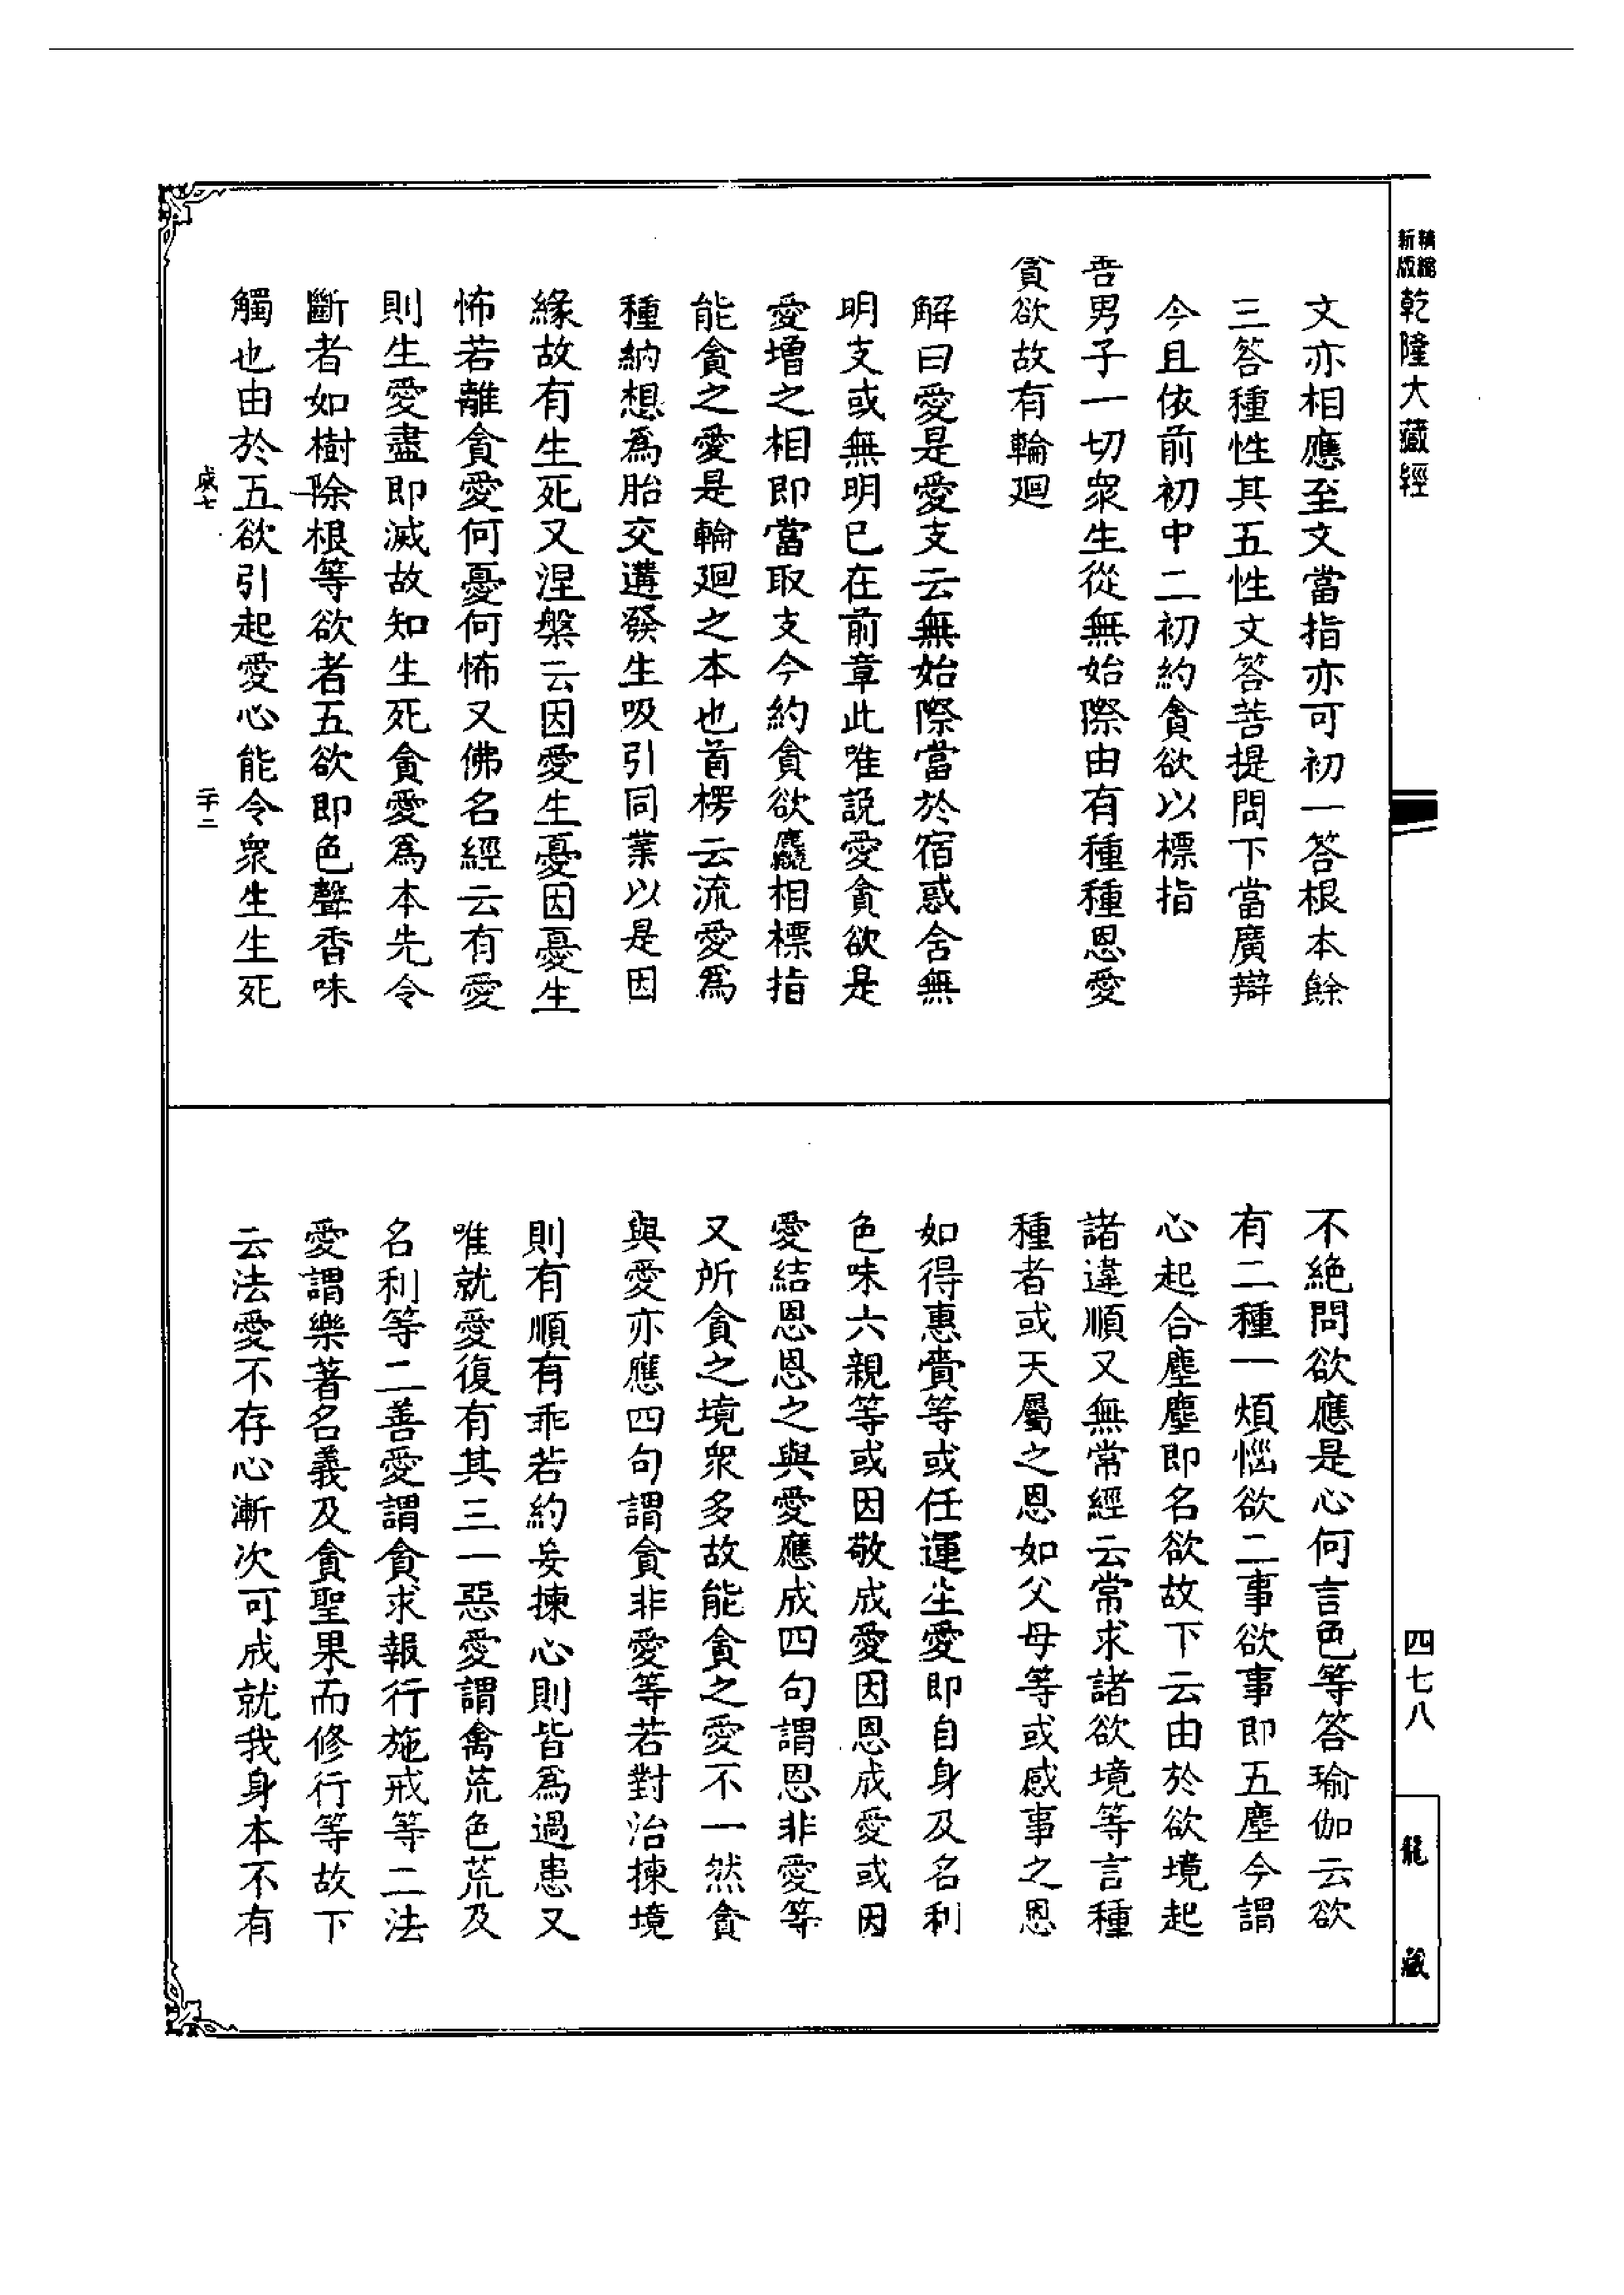 新版 精縮 乾隆大藏經
文亦相應至文當指亦可初一答根本餘
三答種性其五性文答菩提問下當廣辯
今且依前初中二初約貪欲以標指
善男子一切衆生從無始際由有種種恩愛
貪欲故有輪廻
解曰愛是愛支云無始際當於宿惑舍無
明支或無明已在前章此唯說愛貪欲是
愛增之相即當取支今約貪欲麤相標指
能貪之愛是輪廻之本也首楞云流愛爲
種納想爲胎交遘發生吸引同業以是因
緣故有生死又涅槃云因愛生憂因憂生
怖若離貪愛何憂何怖又佛名經云有愛
則生愛盡即滅故知生死貪愛爲本先令
斷者如樹除根等欲者五欲即色聲香味
觸也由於五欲引起愛心能令衆生生死
二十二
不絶問欲應是心何言色等答瑜伽云欲
有二種一煩惱欲二事欲事即五塵今謂
心起合塵塵即名欲故下云由於欲境起
諸違順又無常經云常求諸欲境等言種
種者或天屬之恩如父母等或感事之恩
如得惠賷等或任運生愛即自身及名利
色味六親等或因敬成愛因恩成愛或因
愛結恩恩之與愛應成四句謂恩非愛等
又所貪之境衆多故能貪之愛不一然貪
與愛亦應四句謂貪非愛等若對治揀境
則有順有乖若約妄揀心則皆爲過患又
唯就愛復有其三一惡愛謂禽荒色荒及
名利等二善愛謂貪求報行施戒等二法
愛謂樂著名義及貪聖果而修行等故下
云法愛不存心漸次可成就我身本不有
四七八
龍藏